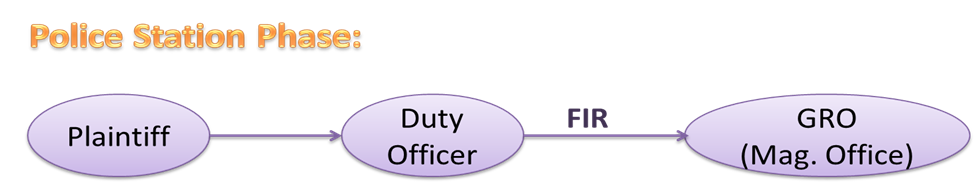 Police Station Phase:
Plaintiff
Duty
Officer
FIR
GRO
(Mag. Office)